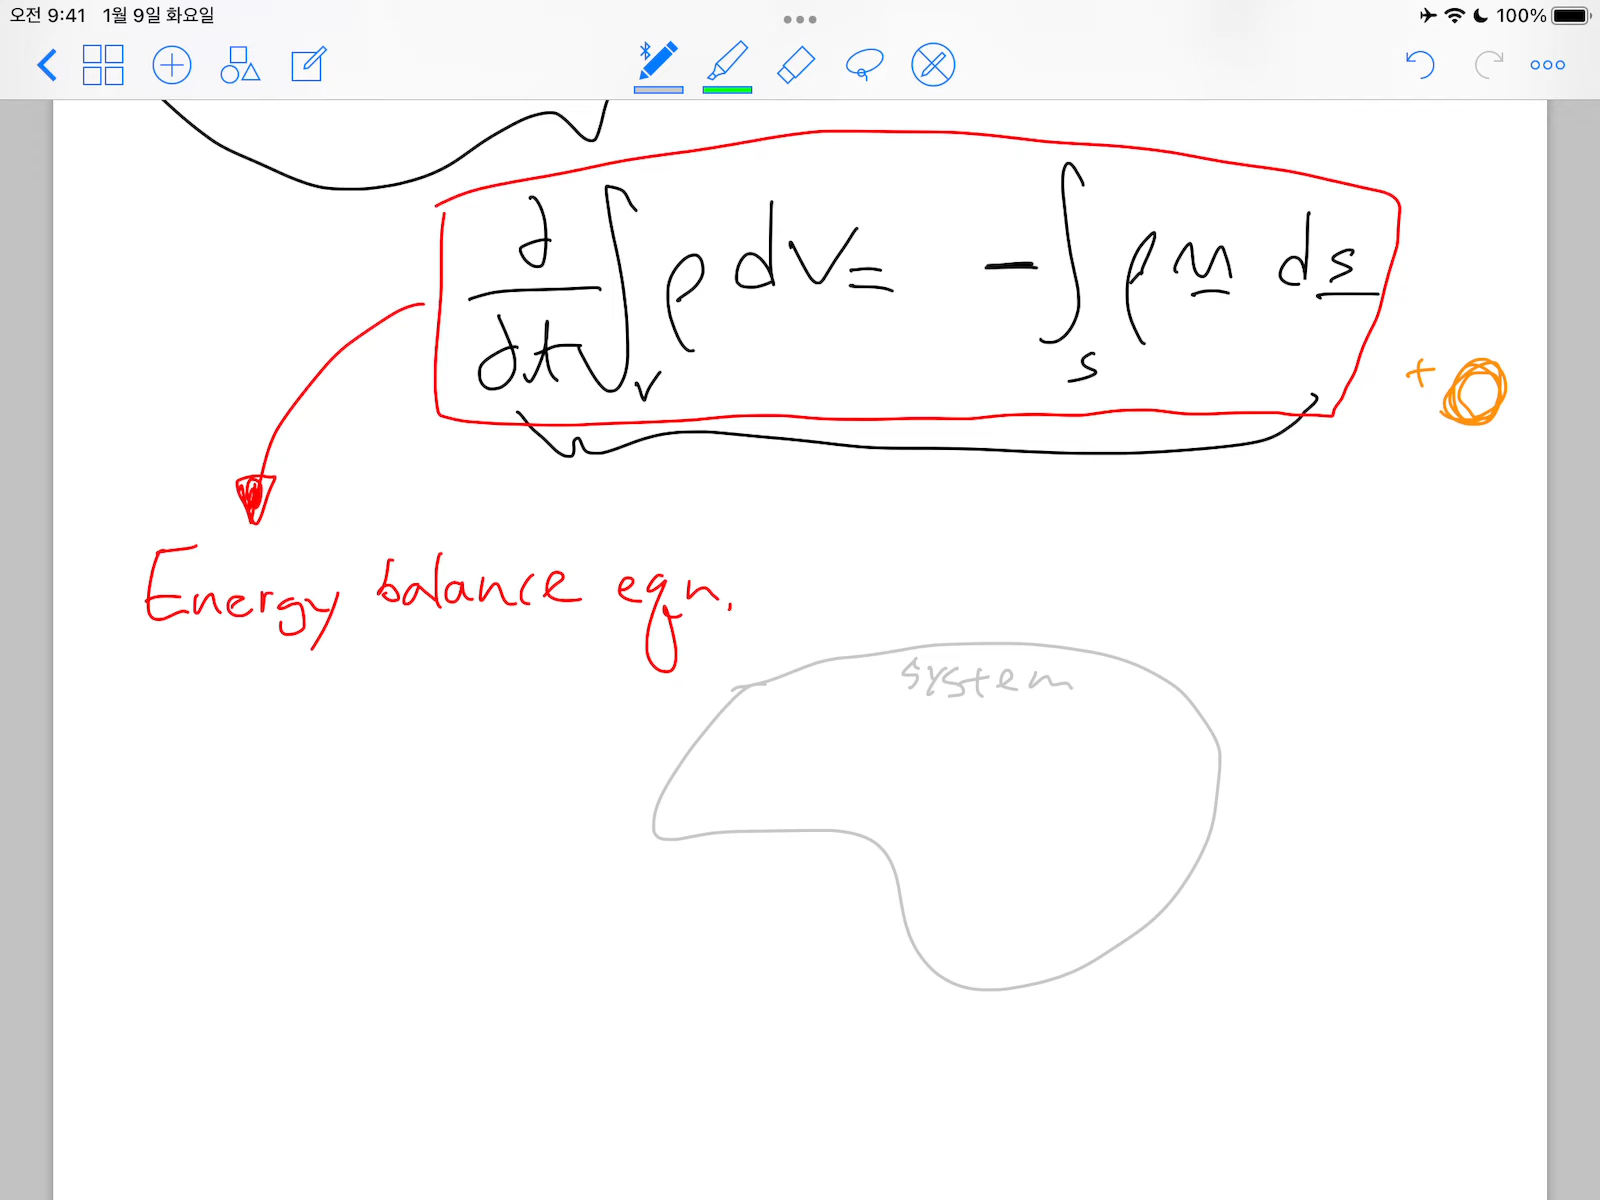 오전 9:41 1월 9일 화요일 100%
∂/∂t ∫_V ρ dV = - ∫_S ρ u d s
+ O
Energy balance eqn.
system